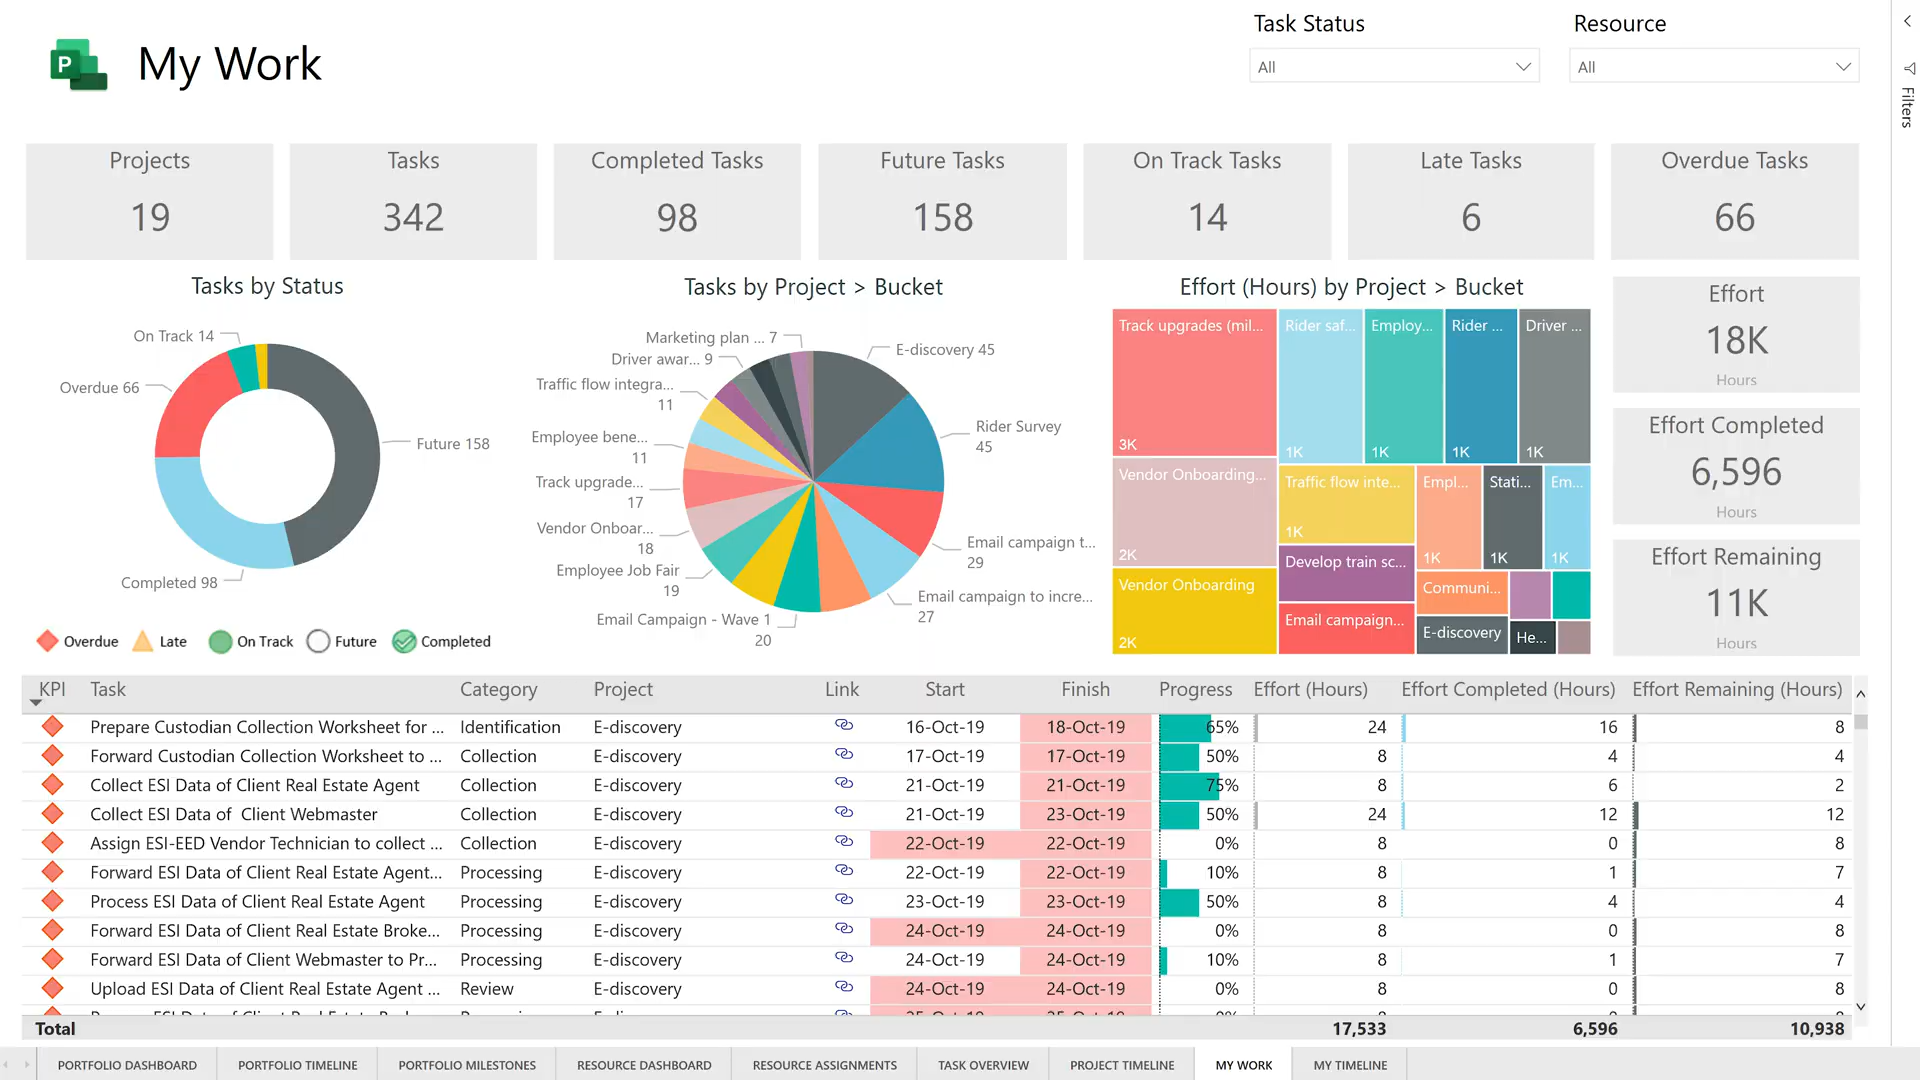 P
My Work
Task Status
Resource
All
All
Filters
Projects
19
Tasks
342
Completed Tasks
98
Future Tasks
158
On Track Tasks
14
Late Tasks
6
Overdue Tasks
66
Tasks by Status
On Track 14
Overdue 66
Future 158
Completed 98
Overdue
Late
On Track
Future
Completed
Tasks by Project > Bucket
Marketing plan ... 7
Driver awar... 9
Traffic flow integra...
11
Employee bene...
11
Track upgrade...
17
Vendor Onboar...
18
Employee Job Fair
19
Email Campaign - Wave 1
20
E-discovery 45
Rider Survey
45
Email campaign t...
29
Email campaign to incre...
27
Effort (Hours) by Project > Bucket
Track upgrades (mil...
3K
Vendor Onboarding...
2K
Vendor Onboarding
2K
Rider saf...
1K
Employ...
1K
Rider ...
1K
Driver ...
1K
Traffic flow inte...
1K
Develop train sc...
Email campaign...
Empl...
1K
Stati...
1K
Em...
1K
Communi...
E-discovery
He...
Effort
18K
Hours
Effort Completed
6,596
Hours
Effort Remaining
11K
Hours
KPI Task Category Project Link Start Finish Progress Effort (Hours) Effort Completed (Hours) Effort Remaining (Hours)
Prepare Custodian Collection Worksheet for ... Identification E-discovery 16-Oct-19 18-Oct-19 65% 24 16 8
Forward Custodian Collection Worksheet to ... Collection E-discovery 17-Oct-19 17-Oct-19 50% 8 4 4
Collect ESI Data of Client Real Estate Agent Collection E-discovery 21-Oct-19 21-Oct-19 75% 8 6 2
Collect ESI Data of Client Webmaster Collection E-discovery 21-Oct-19 23-Oct-19 50% 24 12 12
Assign ESI-EED Vendor Technician to collect ... Collection E-discovery 22-Oct-19 22-Oct-19 0% 8 0 8
Forward ESI Data of Client Real Estate Agent... Processing E-discovery 22-Oct-19 22-Oct-19 10% 8 1 7
Process ESI Data of Client Real Estate Agent Processing E-discovery 23-Oct-19 23-Oct-19 50% 8 4 4
Forward ESI Data of Client Real Estate Broke... Processing E-discovery 24-Oct-19 24-Oct-19 0% 8 0 8
Forward ESI Data of Client Webmaster to Pr... Processing E-discovery 24-Oct-19 24-Oct-19 10% 8 1 7
Upload ESI Data of Client Real Estate Agent ... Review E-discovery 24-Oct-19 24-Oct-19 0% 8 0 8
Total 17,533 6,596 10,938
PORTFOLIO DASHBOARD PORTFOLIO TIMELINE PORTFOLIO MILESTONES RESOURCE DASHBOARD RESOURCE ASSIGNMENTS TASK OVERVIEW PROJECT TIMELINE MY WORK MY TIMELINE